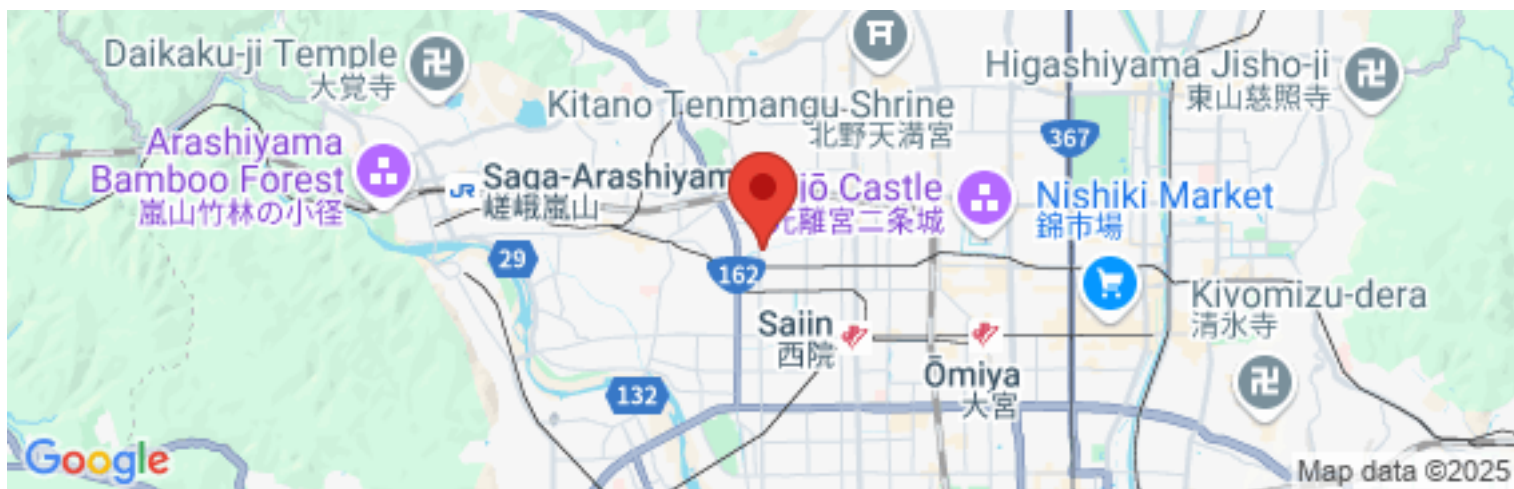 Daikaku-ji Temple
大覚寺
Kitano Tenmangu Shrine
北野天満宮
Higashiyama Jisho-ji
東山慈照寺
367
Arashiyama
Bamboo Forest
嵐山竹林の小径
JR
Saga-Arashiyam
嵯峨嵐山
jō Castle
元離宮二条城
Nishiki Market
錦市場
29
162
Kiyomizu-dera
清水寺
Saiin
西院
Ōmiya
大宮
132
Google
Map data ©2025